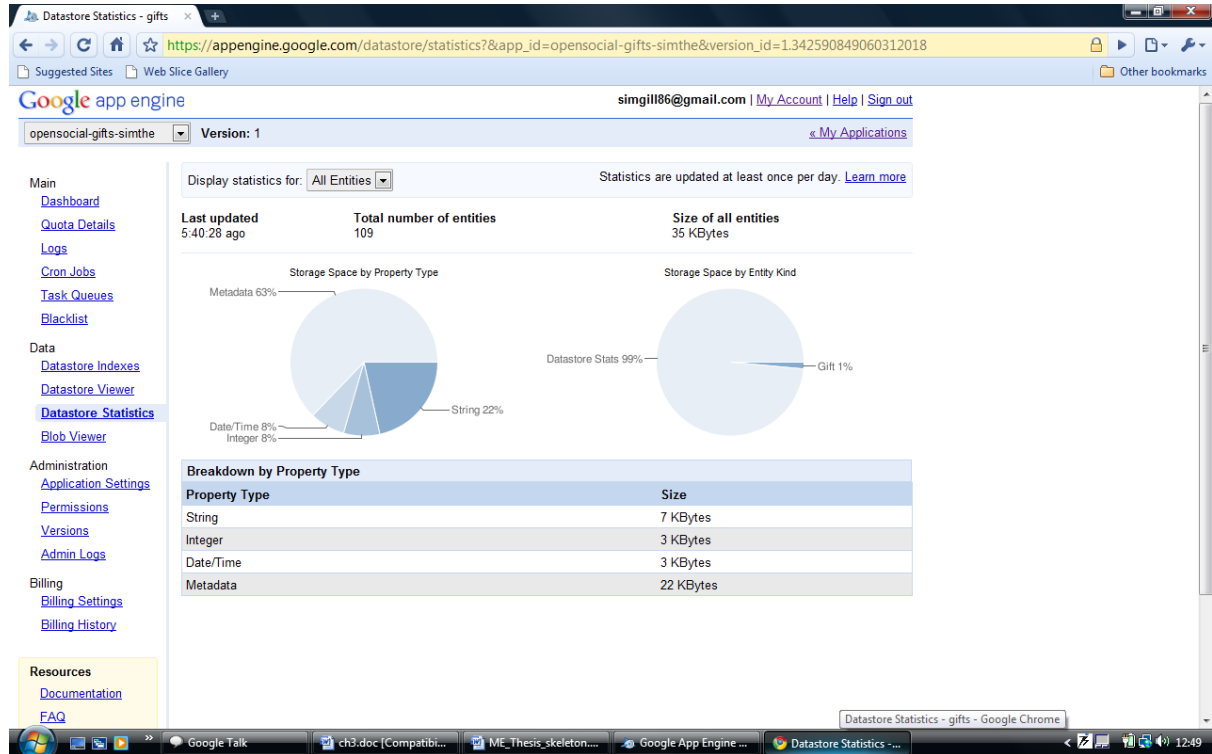 Datastore Statistics - gifts
https://appengine.google.com/datastore/statistics?&app_id=opensocial-gifts-simthe&version_id=1.342590849060312018
Suggested Sites Web Slice Gallery Other bookmarks
Google app engine
simgill86@gmail.com | My Account | Help | Sign out
opensocial-gifts-simthe Version: 1 « My Applications
Main
Dashboard
Quota Details
Logs
Cron Jobs
Task Queues
Blacklist
Data
Datastore Indexes
Datastore Viewer
Datastore Statistics
Blob Viewer
Administration
Application Settings
Permissions
Versions
Admin Logs
Billing
Billing Settings
Billing History
Resources
Documentation
FAQ
Display statistics for: All Entities Statistics are updated at least once per day. Learn more
Last updated Total number of entities Size of all entities
5:40:28 ago 109 35 KBytes
Storage Space by Property Type
Metadata 63%
String 22%
Date/Time 8%
Integer 8%
Storage Space by Entity Kind
Datastore Stats 99%
Gift 1%
Breakdown by Property Type
Property Type Size
String 7 KBytes
Integer 3 KBytes
Date/Time 3 KBytes
Metadata 22 KBytes
Datastore Statistics - gifts - Google Chrome
» Google Talk ch3.doc [Compatibi... ME_Thesis_skeleton.... Google App Engine ... Datastore Statistics -... < 12:49